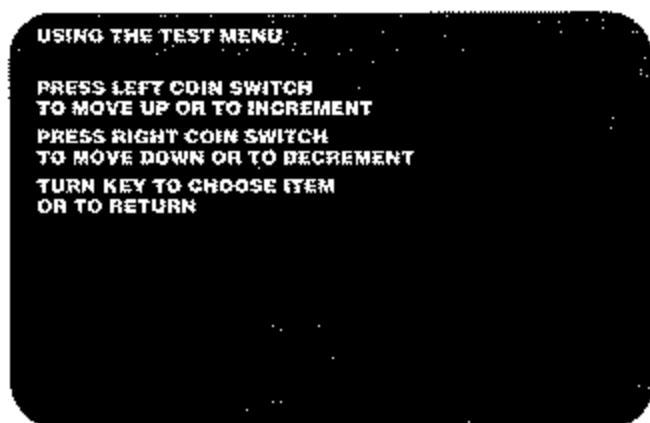 USING THE TEST MENU
PRESS LEFT COIN SWITCH
TO MOVE UP OR TO INCREMENT
PRESS RIGHT COIN SWITCH
TO MOVE DOWN OR TO DECREMENT
TURN KEY TO CHOOSE ITEM
OR TO RETURN